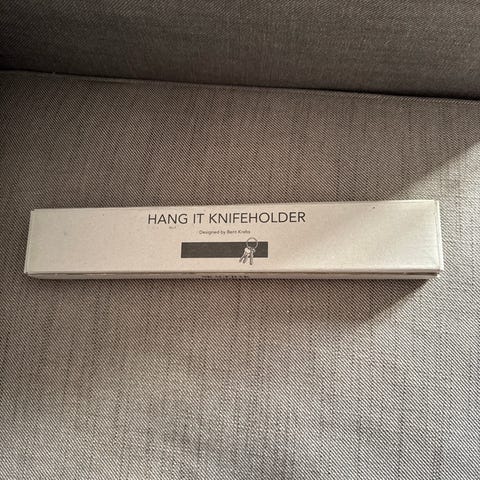 HANG IT KNIFEHOLDER
Designed by Bent Krebs